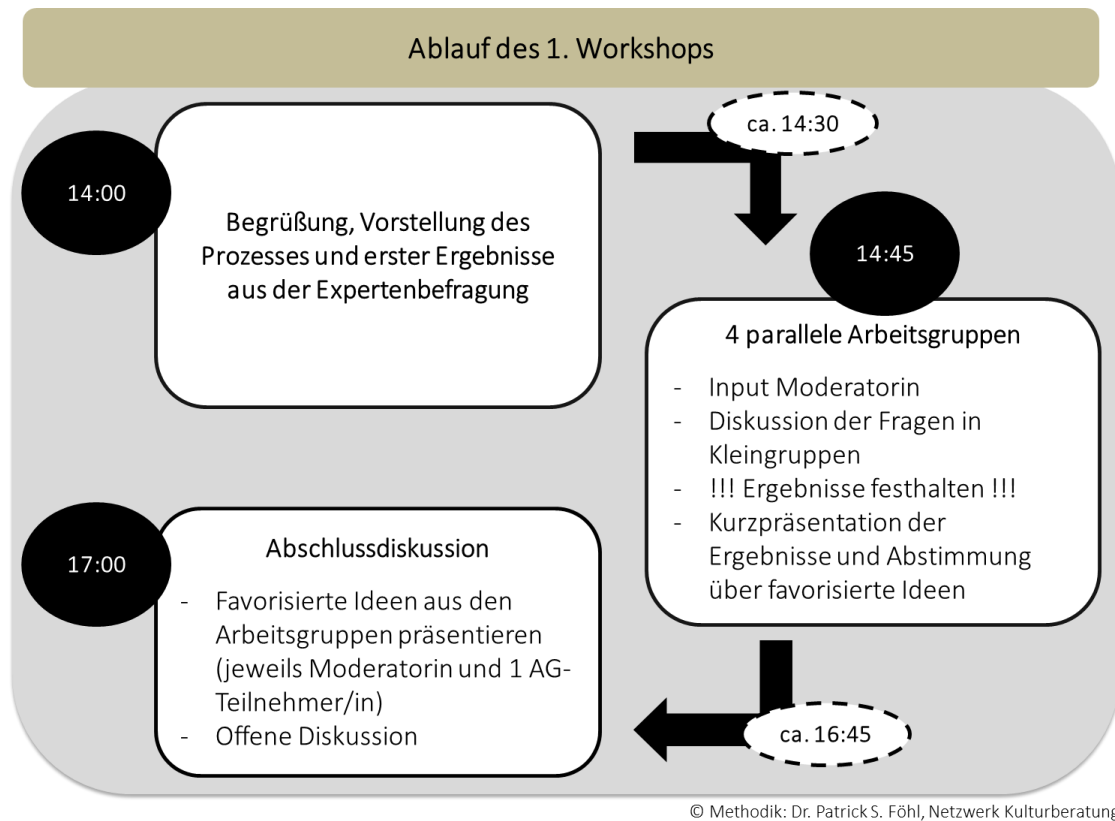 Ablauf des 1. Workshops
14:00
Begrüßung, Vorstellung des
Prozesses und erster Ergebnisse
aus der Expertenbefragung
ca. 14:30
14:45
4 parallele Arbeitsgruppen
- Input Moderatorin
- Diskussion der Fragen in
Kleingruppen
- !!! Ergebnisse festhalten !!!
- Kurzpräsentation der
Ergebnisse und Abstimmung
über favorisierte Ideen
ca. 16:45
17:00
Abschlussdiskussion
- Favorisierte Ideen aus den
Arbeitsgruppen präsentieren
(jeweils Moderatorin und 1 AG-
Teilnehmer/in)
- Offene Diskussion
© Methodik: Dr. Patrick S. Föhl, Netzwerk Kulturberatung